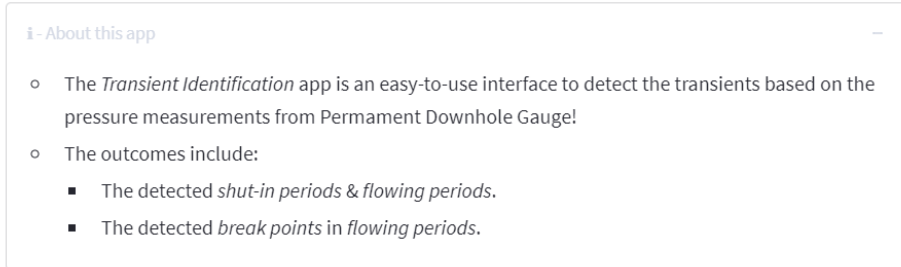 ℹ - About this app
The Transient Identification app is an easy-to-use interface to detect the transients based on the
pressure measurements from Permament Downhole Gauge!
The outcomes include:
The detected shut-in periods & flowing periods.
The detected break points in flowing periods.